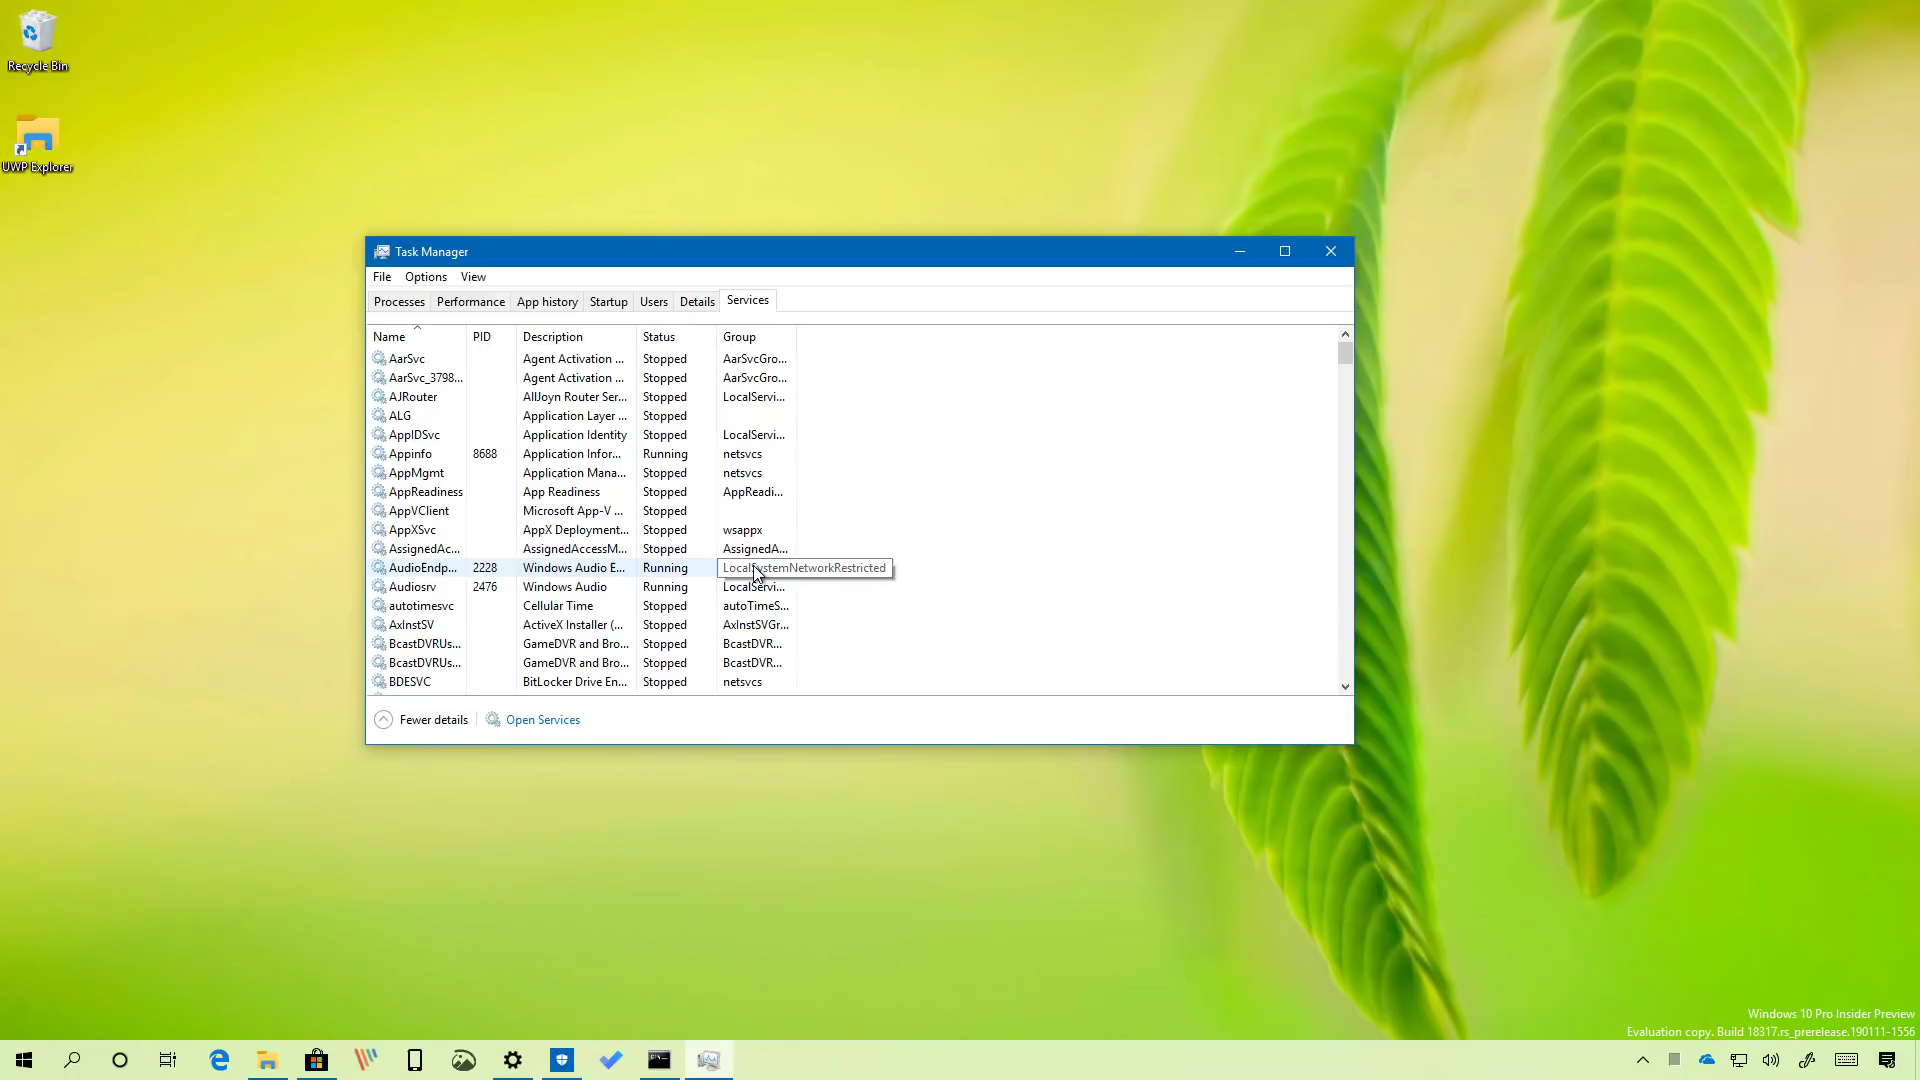 Recycle Bin
UWP Explorer
Task Manager
File Options View
Processes Performance App history Startup Users Details Services
Name PID Description Status Group
AarSvc Agent Activation ... Stopped AarSvcGro...
AarSvc_3798... Agent Activation ... Stopped AarSvcGro...
AJRouter AllJoyn Router Ser... Stopped LocalServi...
ALG Application Layer ... Stopped
AppIDSvc Application Identity Stopped LocalServi...
Appinfo 8688 Application Infor... Running netsvcs
AppMgmt Application Mana... Stopped netsvcs
AppReadiness App Readiness Stopped AppReadi...
AppVClient Microsoft App-V ... Stopped
AppXSvc AppX Deployment... Stopped wsappx
AssignedAc... AssignedAccessM... Stopped AssignedA...
AudioEndp... 2228 Windows Audio E... Running LocalSystemNetworkRestricted
Audiosrv 2476 Windows Audio Running LocalServi...
autotimesvc Cellular Time Stopped autoTimeS...
AxInstSV ActiveX Installer (... Stopped AxInstSVGr...
BcastDVRUs... GameDVR and Bro... Stopped BcastDVR...
BcastDVRUs... GameDVR and Bro... Stopped BcastDVR...
BDESVC BitLocker Drive En... Stopped netsvcs
Fewer details Open Services
Windows 10 Pro Insider Preview
Evaluation copy. Build 18317.rs_prerelease.190111-1556